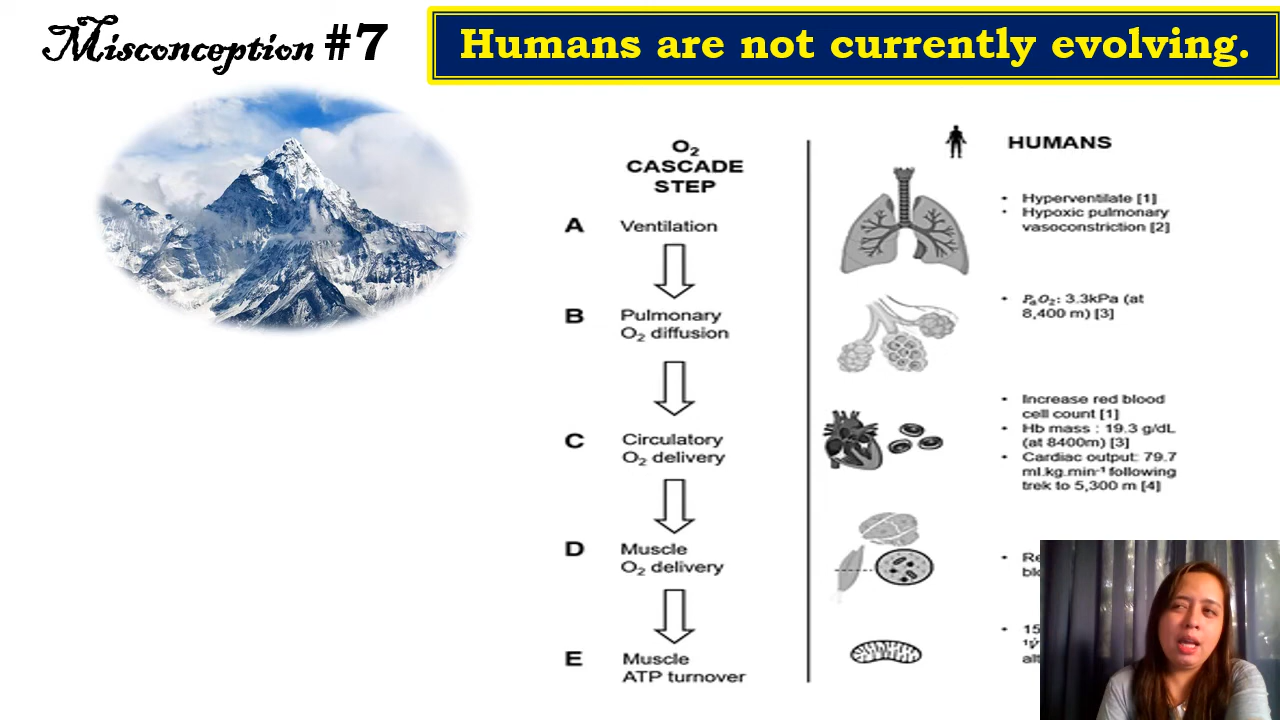 Misconception #7
Humans are not currently evolving.
O₂
CASCADE
STEP
HUMANS
A Ventilation
• Hyperventilate [1]
• Hypoxic pulmonary
vasoconstriction [2]
B Pulmonary
O₂ diffusion
• PₐO₂: 3.3kPa (at
8,400 m) [3]
C Circulatory
O₂ delivery
• Increase red blood
cell count [1]
• Hb mass : 19.3 g/dL
(at 8400m) [3]
• Cardiac output: 79.7
ml.kg.min⁻¹ following
trek to 5,300 m [4]
D Muscle
O₂ delivery
E Muscle
ATP turnover
• 15